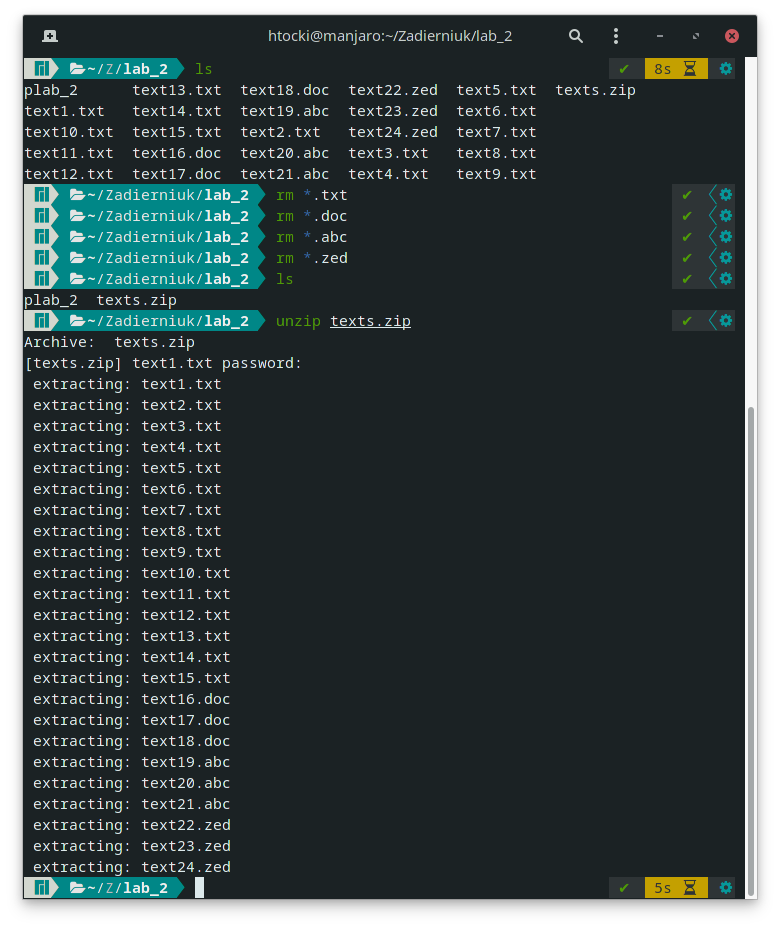 htocki@manjaro:~/Zadierniuk/lab_2
~/Z/lab_2 ls ✔ 8s
plab_2 text13.txt text18.doc text22.zed text5.txt texts.zip
text1.txt text14.txt text19.abc text23.zed text6.txt
text10.txt text15.txt text2.txt text24.zed text7.txt
text11.txt text16.doc text20.abc text3.txt text8.txt
text12.txt text17.doc text21.abc text4.txt text9.txt
~/Zadierniuk/lab_2 rm *.txt ✔
~/Zadierniuk/lab_2 rm *.doc ✔
~/Zadierniuk/lab_2 rm *.abc ✔
~/Zadierniuk/lab_2 rm *.zed ✔
~/Zadierniuk/lab_2 ls ✔
plab_2 texts.zip
~/Zadierniuk/lab_2 unzip texts.zip ✔
Archive: texts.zip
[texts.zip] text1.txt password:
extracting: text1.txt
extracting: text2.txt
extracting: text3.txt
extracting: text4.txt
extracting: text5.txt
extracting: text6.txt
extracting: text7.txt
extracting: text8.txt
extracting: text9.txt
extracting: text10.txt
extracting: text11.txt
extracting: text12.txt
extracting: text13.txt
extracting: text14.txt
extracting: text15.txt
extracting: text16.doc
extracting: text17.doc
extracting: text18.doc
extracting: text19.abc
extracting: text20.abc
extracting: text21.abc
extracting: text22.zed
extracting: text23.zed
extracting: text24.zed
~/Z/lab_2 ✔ 5s